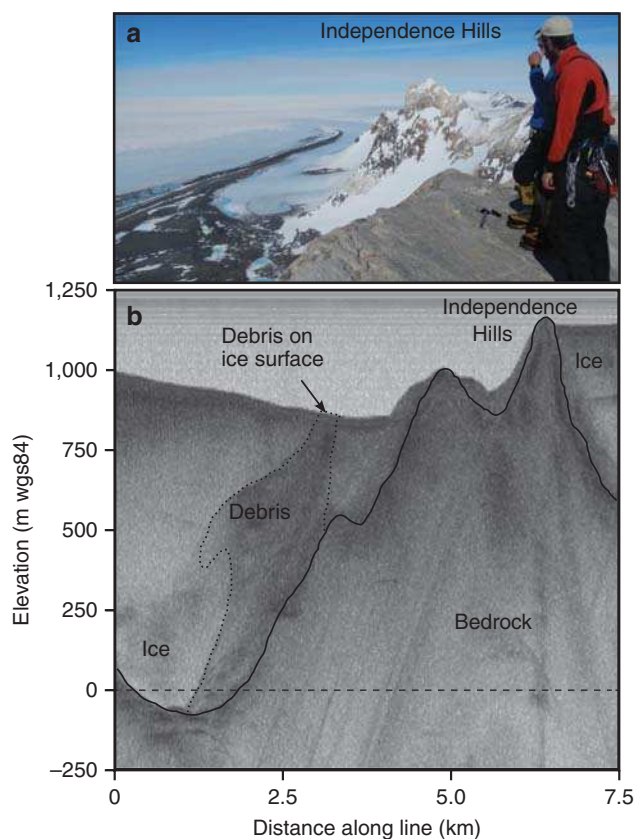 a
Independence Hills
1,250
1,000
750
500
250
0
−250
Elevation (m wgs84)
b
Independence
Hills
Debris on
ice surface
Ice
Debris
Bedrock
Ice
0
2.5
5.0
7.5
Distance along line (km)